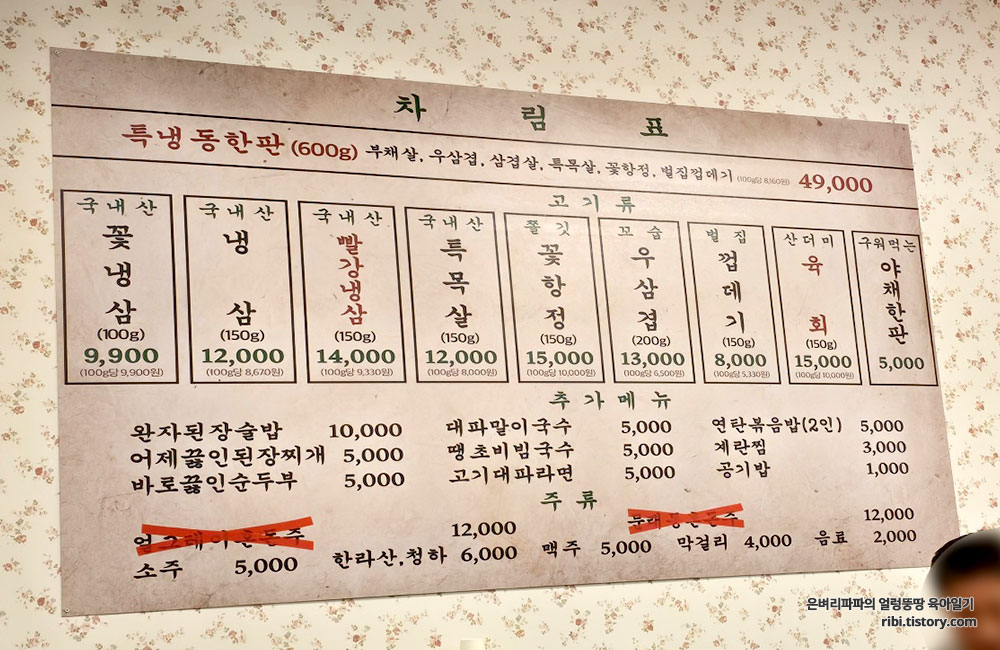 차림표
특냉동한판 (600g) 부채살, 우삼겹, 삼겹살, 특목살, 꽃항정, 벌집껍데기 (100g당 8,160원) 49,000
고기류
국내산 꽃냉삼 (100g) 9,900 (100g당 9,900원)
국내산 냉삼 (150g) 12,000 (100g당 8,670원)
국내산 빨강냉삼 (150g) 14,000 (100g당 9,330원)
국내산 특목살 (150g) 12,000 (100g당 8,000원)
쫄깃 꽃항정 (150g) 15,000 (100g당 10,000원)
꼬습 우삼겹 (200g) 13,000 (100g당 6,500원)
벌집 껍데기 (150g) 8,000 (100g당 5,330원)
산더미 육회 (150g) 15,000 (100g당 10,000원)
구워먹는 야채한판 5,000
추가메뉴
완자된장술밥 10,000 대파말이국수 5,000 연탄볶음밥(2인) 5,000
어제끓인된장찌개 5,000 땡초비빔국수 5,000 계란찜 3,000
바로끓인순두부 5,000 고기대파라면 5,000 공기밥 1,000
주류
12,000 12,000
소주 5,000 한라산,청하 6,000 맥주 5,000 막걸리 4,000 음료 2,000
은벼리파파의 얼렁뚱땅 육아일기
ribi.tistory.com